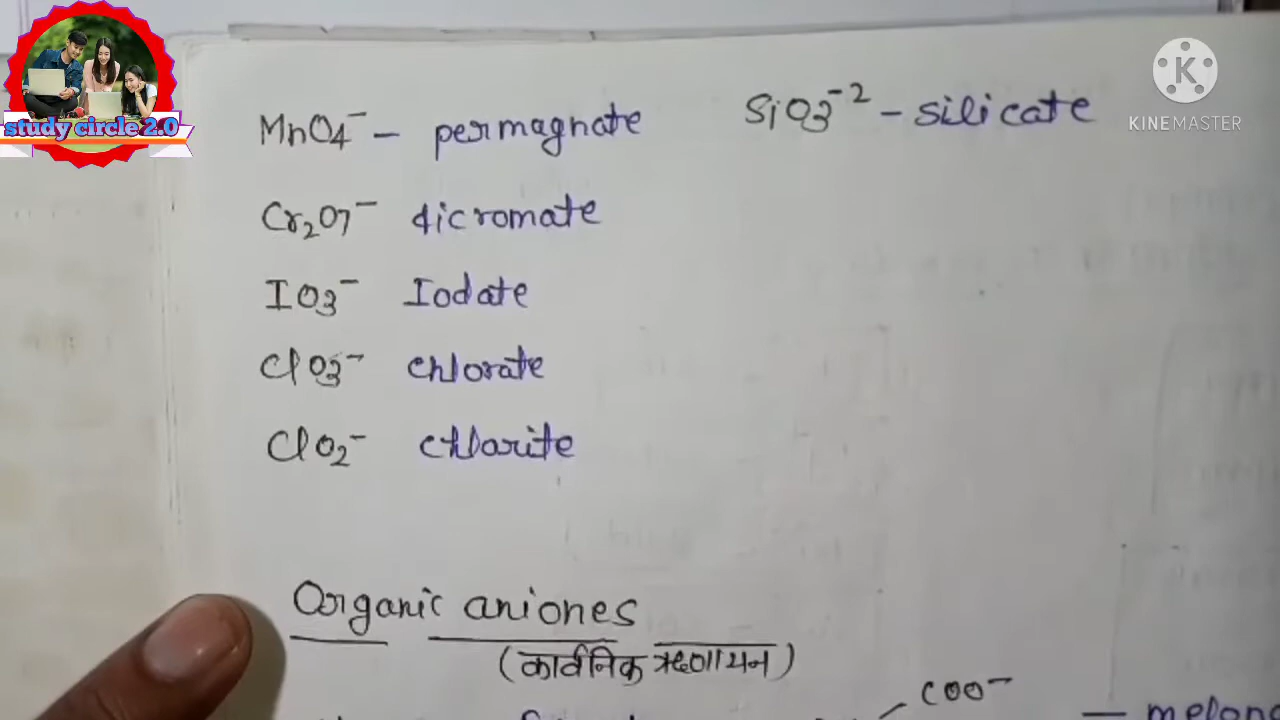 study circle 2.0
KINEMASTER
MnO4⁻ – permagnate
SiO3⁻² – silicate
Cr2O7⁻ dicromate
IO3⁻ Iodate
ClO3⁻ chlorate
ClO2⁻ chlorite
Organic aniones
(कार्वनिक ऋणायन)
COO⁻